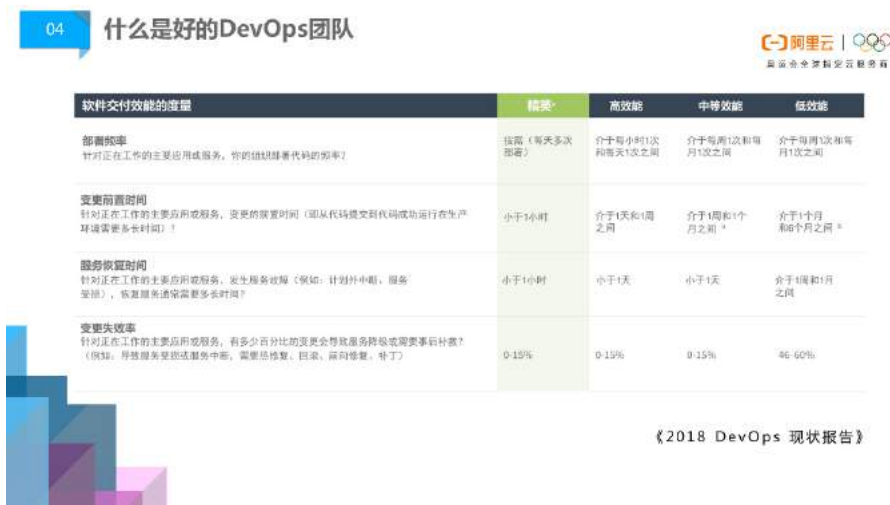 04
什么是好的DevOps团队
阿里云
奥运会全球指定云服务商
软件交付效能的度量 精英 高效能 中等效能 低效能
部署频率
针对正在工作的主要应用或服务，你的组织部署代码的频率？
按需（每天多次
部署）
介于每小时1次
和每天1次之间
介于每周1次和每
月1次之间
介于每周1次和每
月1次之间
变更前置时间
针对正在工作的主要应用或服务，变更的前置时间（即从代码提交到代码成功运行在生产
环境需要多长时间）？
小于1小时
介于1天和1周
之间
介于1周和1个
月之间
介于1个月
和6个月之间
服务恢复时间
针对正在工作的主要应用或服务，发生服务故障（例如：计划外中断、服务
受损），恢复服务通常需要多长时间？
小于1小时
小于1天
小于1天
介于1周和1月
之间
变更失效率
针对正在工作的主要应用或服务，有多少百分比的变更会导致服务降级或需要事后补救？
（例如：导致服务受损或服务中断，需要热修复、回滚、前向修复、补丁）
0-15%
0-15%
0-15%
46-60%
《2018 DevOps 现状报告》